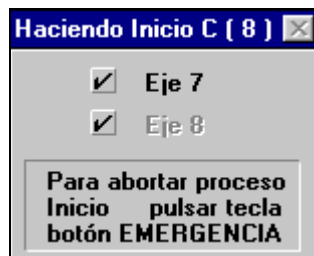 Haciendo Inicio C ( 8 )
Eje 7
Eje 8
Para abortar proceso
Inicio pulsar tecla
botón EMERGENCIA